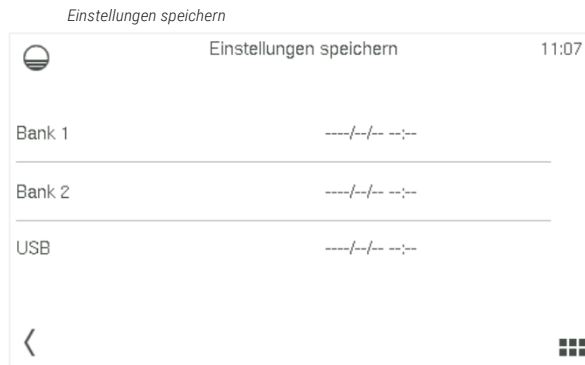 Einstellungen speichern
Einstellungen speichern 11:07
Bank 1 ----/--/-- --:--
Bank 2 ----/--/-- --:--
USB ----/--/-- --:--